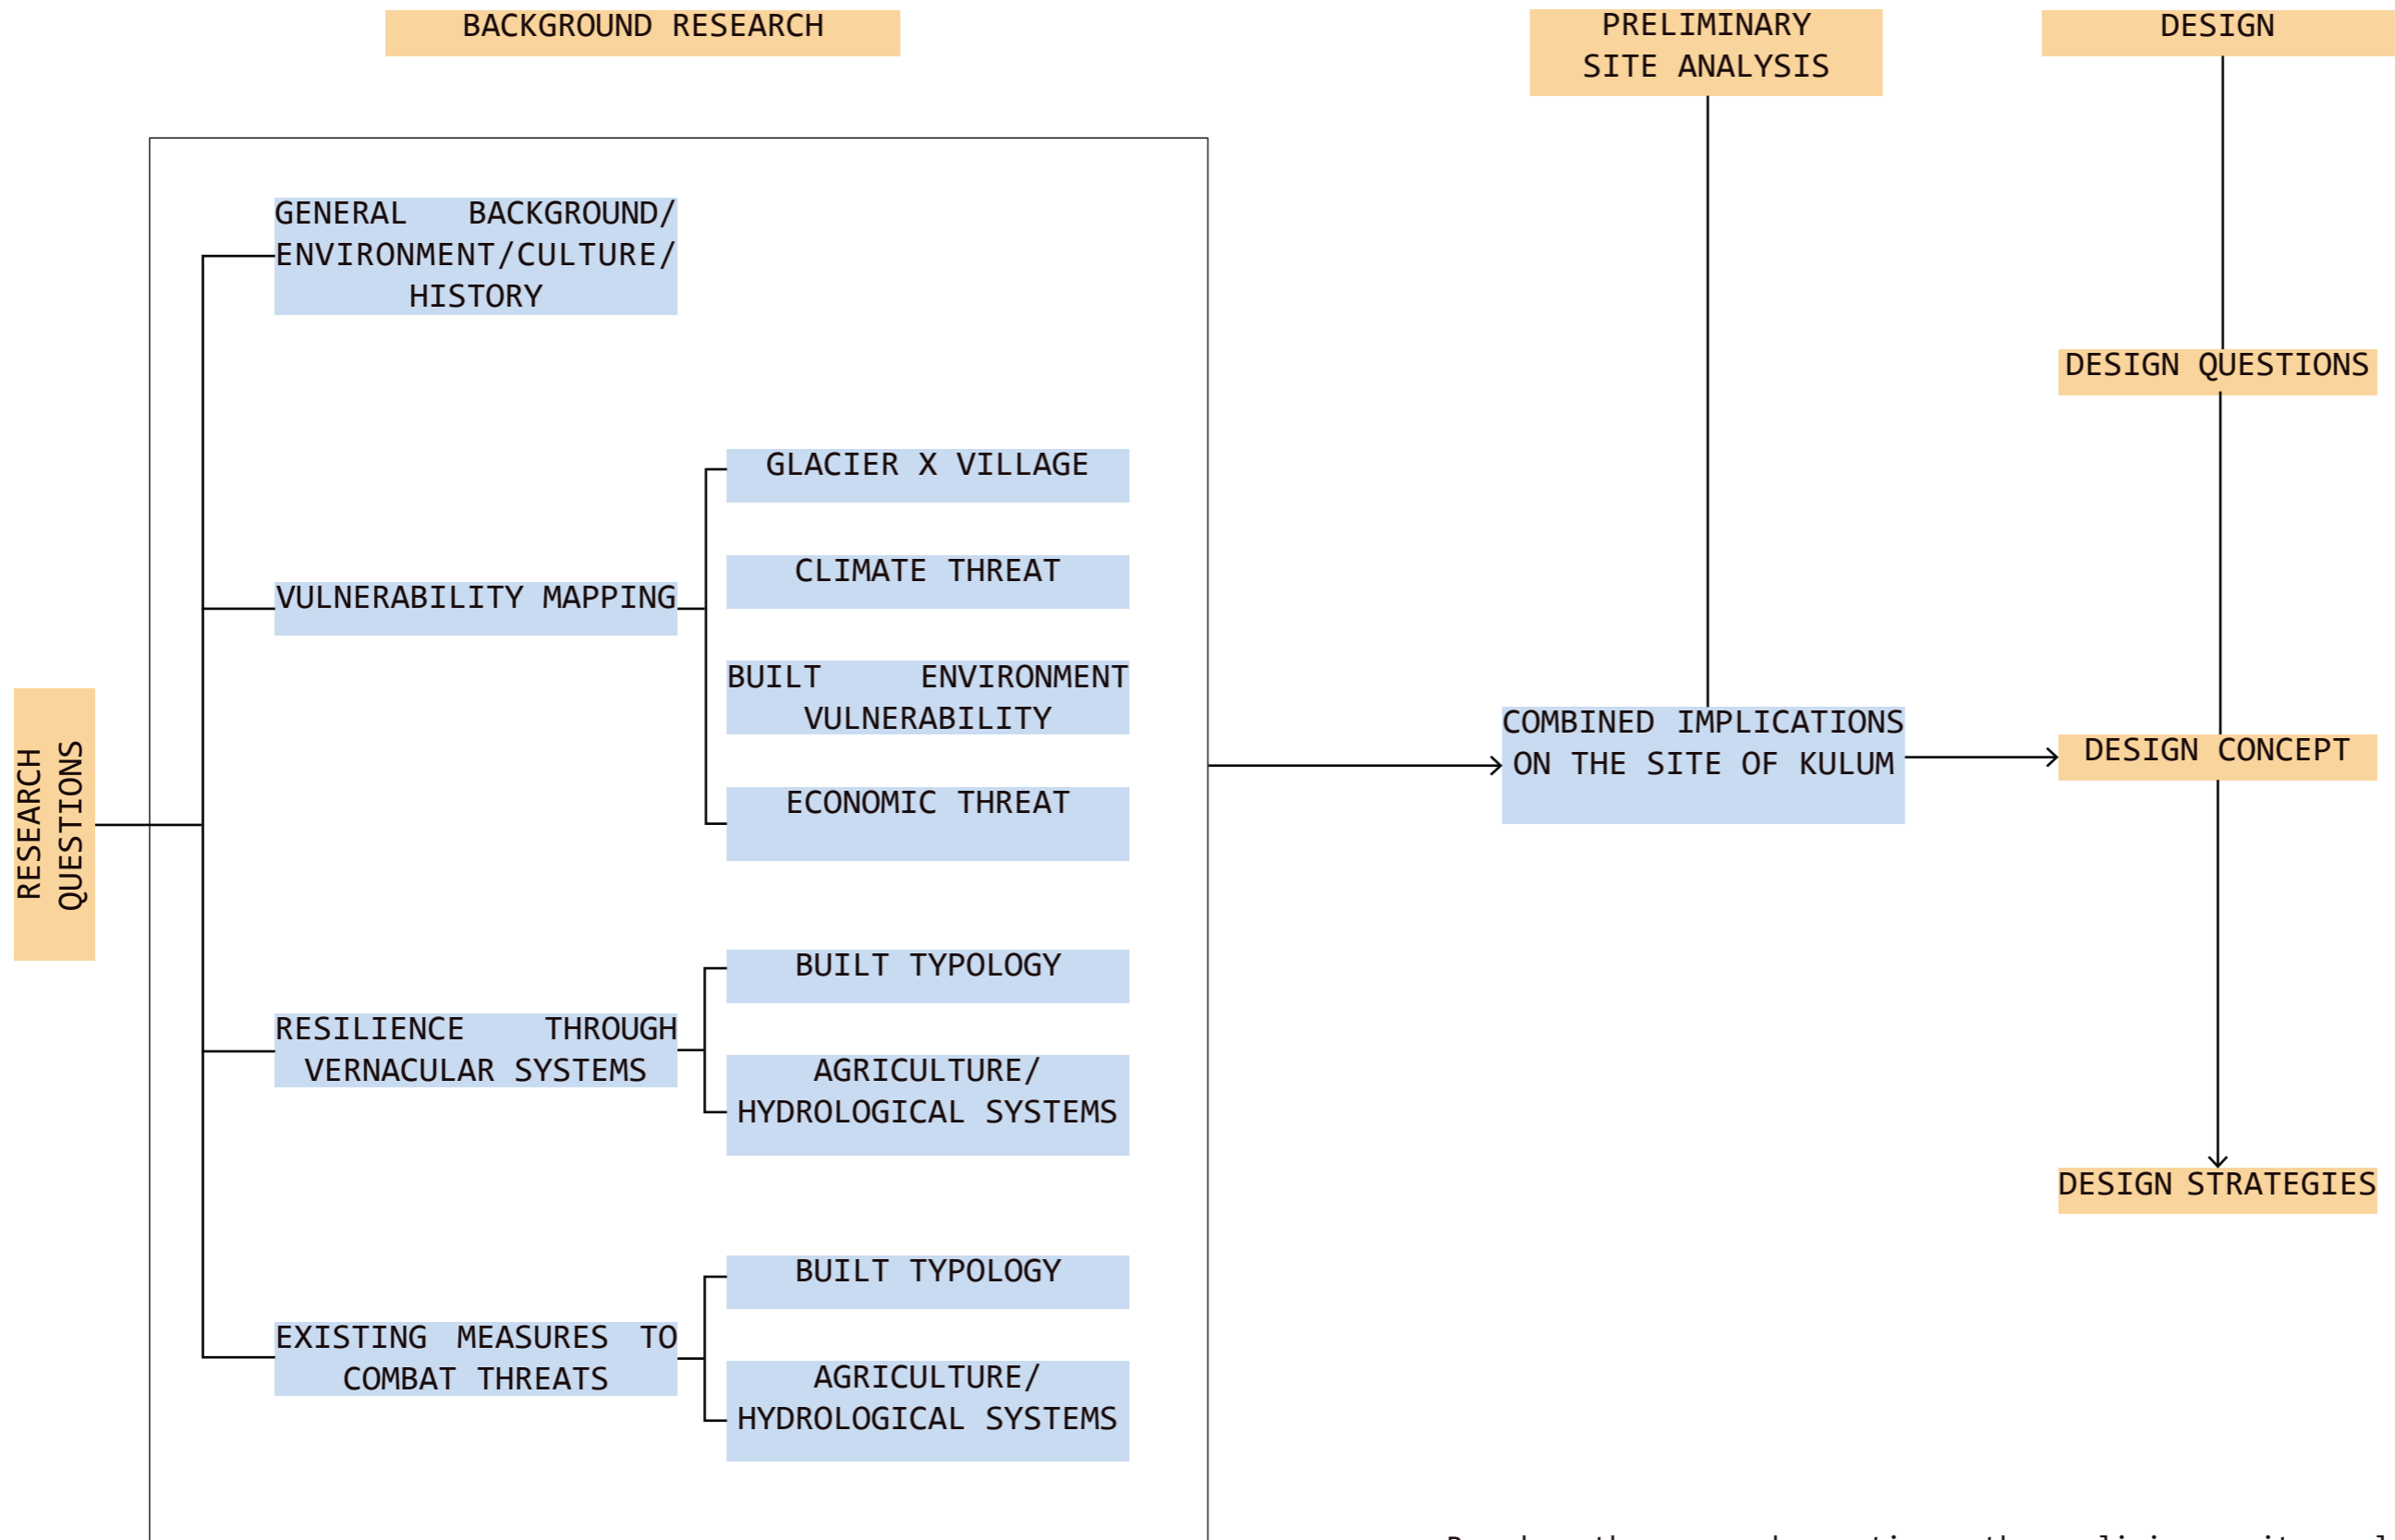 BACKGROUND RESEARCH
PRELIMINARY
SITE ANALYSIS
DESIGN
RESEARCH
QUESTIONS
GENERAL BACKGROUND/
ENVIRONMENT/CULTURE/
HISTORY
VULNERABILITY MAPPING
GLACIER X VILLAGE
CLIMATE THREAT
BUILT ENVIRONMENT
VULNERABILITY
ECONOMIC THREAT
RESILIENCE THROUGH
VERNACULAR SYSTEMS
BUILT TYPOLOGY
AGRICULTURE/
HYDROLOGICAL SYSTEMS
EXISTING MEASURES TO
COMBAT THREATS
BUILT TYPOLOGY
AGRICULTURE/
HYDROLOGICAL SYSTEMS
COMBINED IMPLICATIONS
ON THE SITE OF KULUM
DESIGN QUESTIONS
DESIGN CONCEPT
DESIGN STRATEGIES